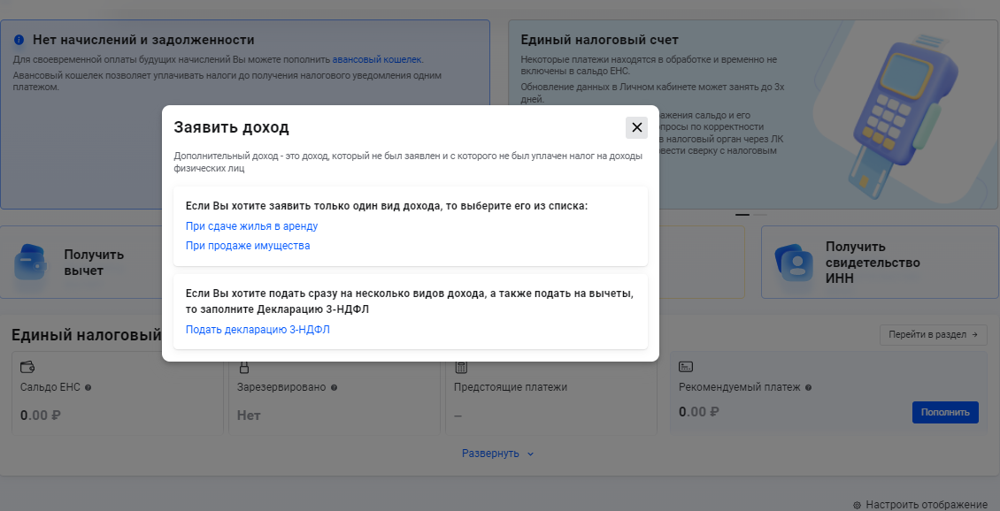 Нет начислений и задолженности
Для своевременной оплаты будущих начислений Вы можете пополнить авансовый кошелек.
Авансовый кошелек позволяет уплачивать налоги до получения налогового уведомления одним
платежом.
Единый налоговый счет
Некоторые платежи находятся в обработке и временно не
включены в сальдо ЕНС.
Обновление данных в Личном кабинете может занять до 3х
дней.
ражения сальдо и его
опросы по корректности
в налоговый орган через ЛК
вести сверку с налоговым
Заявить доход
Дополнительный доход - это доход, который не был заявлен и с которого не был уплачен налог на доходы
физических лиц
Если Вы хотите заявить только один вид дохода, то выберите его из списка:
При сдаче жилья в аренду
При продаже имущества
Если Вы хотите подать сразу на несколько видов дохода, а также подать на вычеты,
то заполните Декларацию 3-НДФЛ
Подать декларацию 3-НДФЛ
Получить
вычет
Получить
свидетельство
ИНН
Единый налоговый
Перейти в раздел →
Сальдо ЕНС
0.00 ₽
Зарезервировано
Нет
Предстоящие платежи
–
Рекомендуемый платеж
0.00 ₽
Пополнить
Развернуть
Настроить отображение